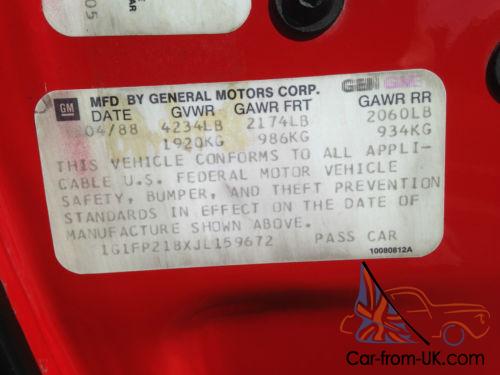 05
AR
GM
MFD BY GENERAL MOTORS CORP.
DATE GVWR GAWR FRT GAWR RR
04/88 4234LB 2174LB 2060LB
1920KG 986KG 934KG
THIS VEHICLE CONFORMS TO ALL APPLI-
CABLE U.S. FEDERAL MOTOR VEHICLE
SAFETY, BUMPER, AND THEFT PREVENTION
STANDARDS IN EFFECT ON THE DATE OF
MANUFACTURE SHOWN ABOVE.
1G1FP218XJL159672 PASS CAR
10080812A
Car-from-UK.com